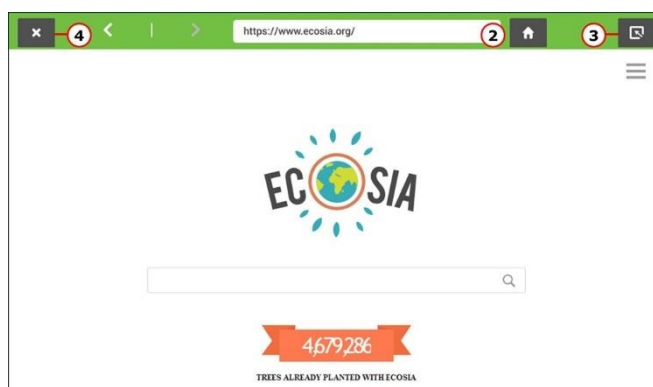 4 https://www.ecosia.org/ 2 3
ECOSIA
4,679,286
TREES ALREADY PLANTED WITH ECOSIA